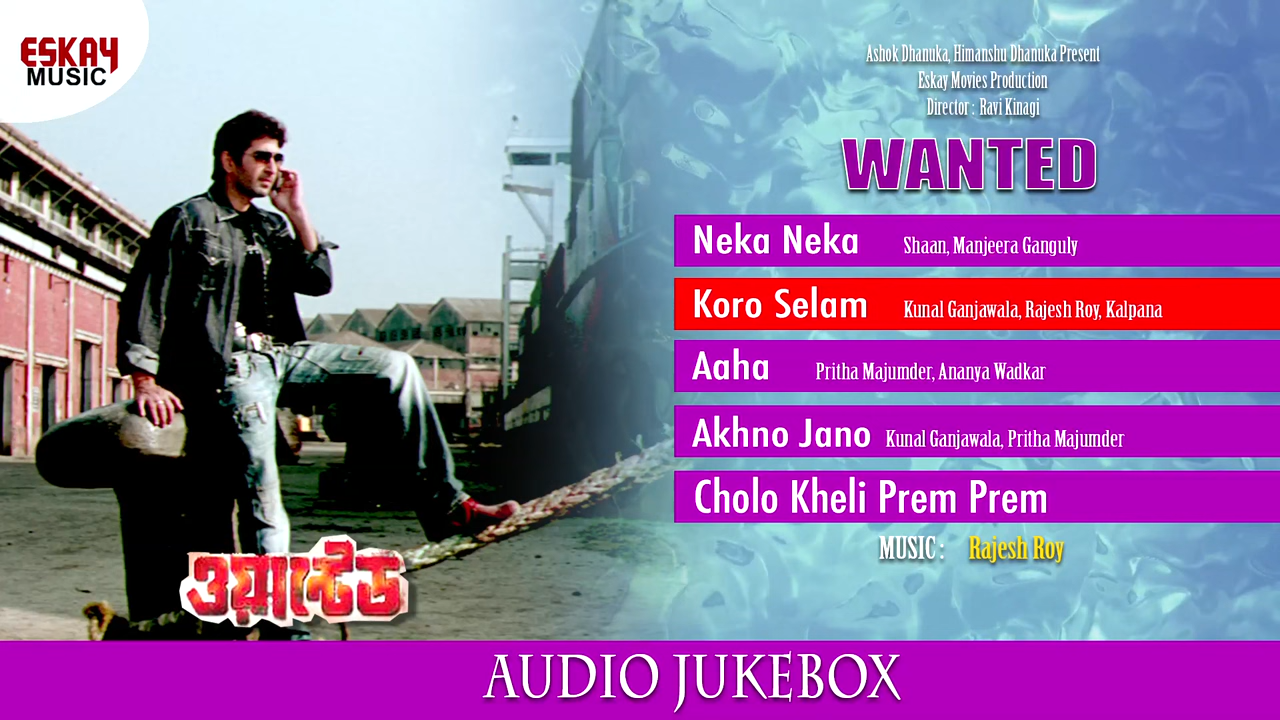 ESKAY
MUSIC
Ashok Dhanuka, Himanshu Dhanuka Present
Eskay Movies Production
Director : Ravi Kinagi
WANTED
Neka Neka Shaan, Manjeera Ganguly
Koro Selam Kunal Ganjawala, Rajesh Roy, Kalpana
Aaha Pritha Majumder, Ananya Wadkar
Akhno Jano Kunal Ganjawala, Pritha Majumder
Cholo Kheli Prem Prem
MUSIC : Rajesh Roy
ওয়ান্টেড
AUDIO JUKEBOX